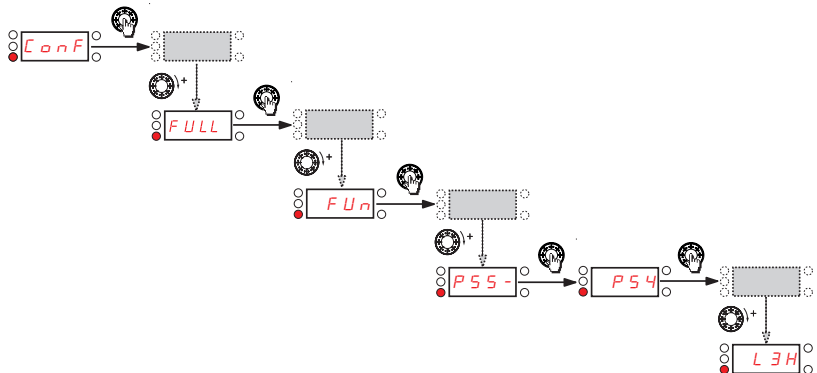 ConF
+
FULL
+
FUn
+
PSS-
PS4
+
L3H